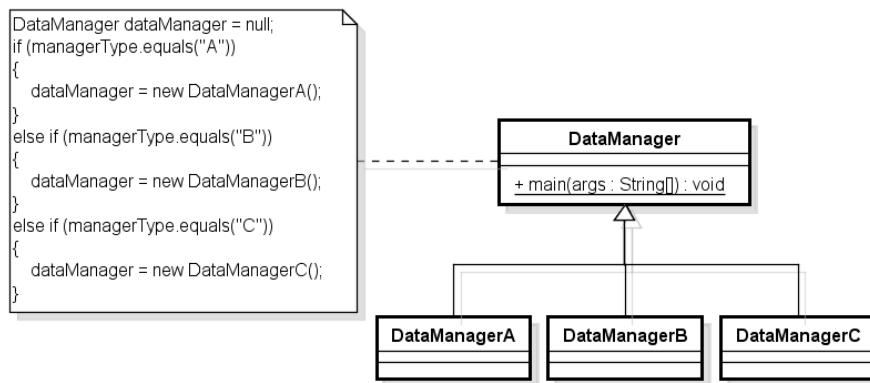 DataManager dataManager = null;
if (managerType.equals("A"))
{
dataManager = new DataManagerA();
}
else if (managerType.equals("B"))
{
dataManager = new DataManagerB();
}
else if (managerType.equals("C"))
{
dataManager = new DataManagerC();
}
DataManager
+ main(args : String[]) : void
DataManagerA
DataManagerB
DataManagerC